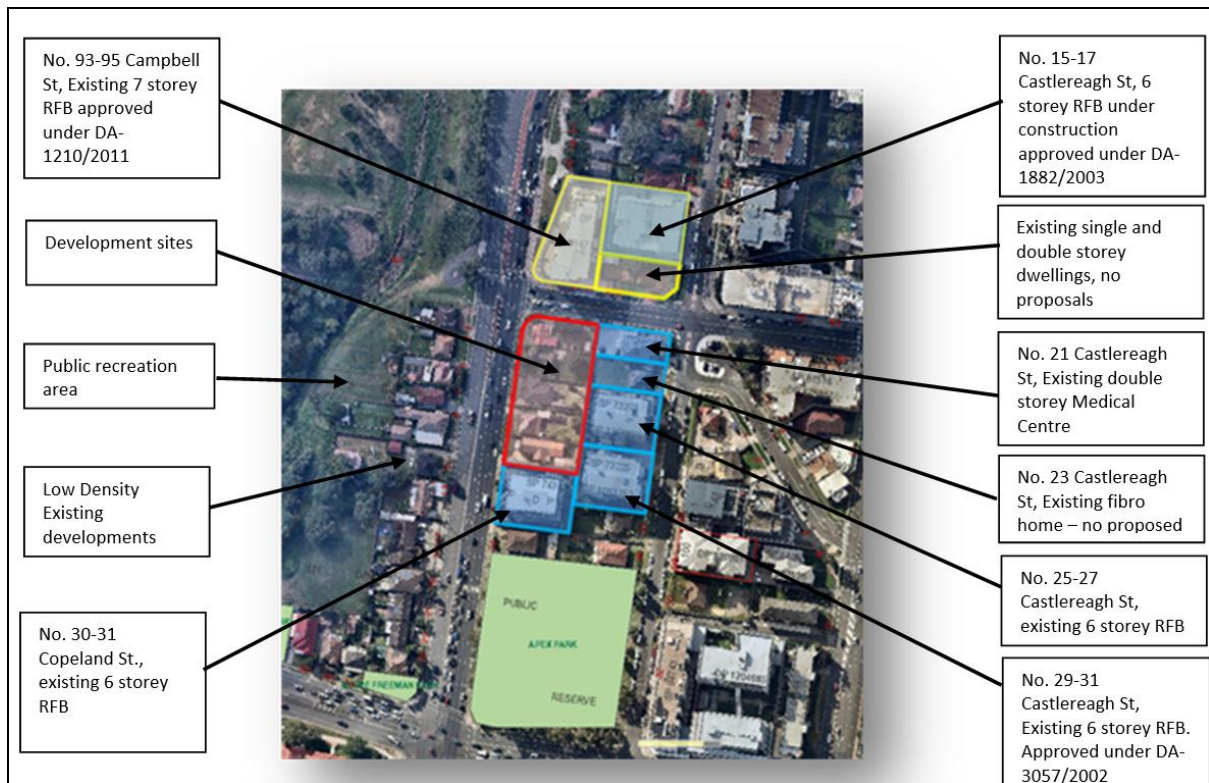 No. 93-95 Campbell
St, Existing 7 storey
RFB approved
under DA-
1210/2011
Development sites
Public recreation
area
Low Density
Existing
developments
No. 30-31
Copeland St.,
existing 6 storey
RFB
PUBLIC
APEX PARK
RESERVE
FREEMAN
No. 15-17
Castlereagh St, 6
storey RFB under
construction
approved under DA-
1882/2003
Existing single and
double storey
dwellings, no
proposals
No. 21 Castlereagh
St, Existing double
storey Medical
Centre
No. 23 Castlereagh
St, Existing fibro
home – no proposed
No. 25-27
Castlereagh St,
existing 6 storey RFB
No. 29-31
Castlereagh St,
Existing 6 storey RFB.
Approved under DA-
3057/2002